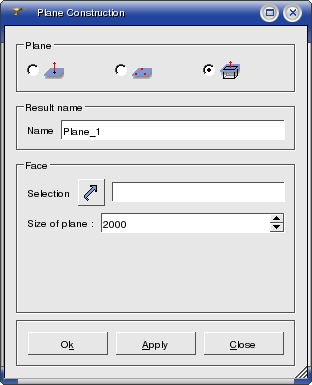 Plane Construction
Plane
Result name
Name Plane_1
Face
Selection
Size of plane : 2000
Ok Apply Close